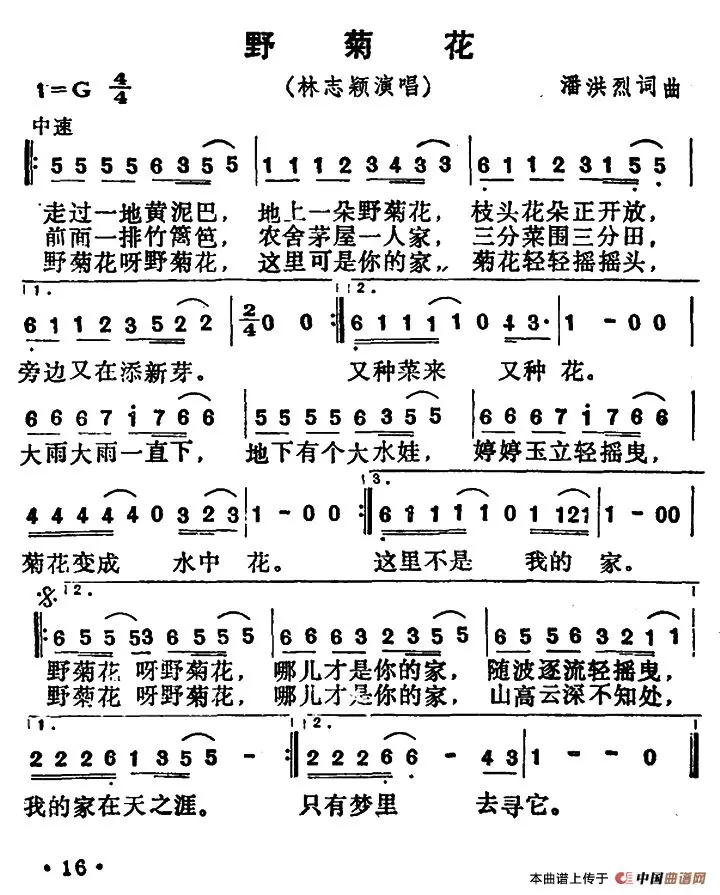 野菊花
1=G 4/4
（林志颖演唱）
潘洪烈词曲
中速
5 5 5 5 6 3 5 5 5 | 1 1 1 2 3 4 3 3 | 6 1 1 2 3 1 5 5 |
走过一地黄泥巴， 地上一朵野菊花， 枝头花朵正开放，
前面一排竹篱笆， 农舍茅屋一人家， 三分菜围三分田，
野菊花呀野菊花， 这里可是你的家， 菊花轻轻摇摇头，
1.
2.
6 1 1 2 3 5 2 2 | 2/4 0 0 :| 6 1 1 1 1 0 4 3· | 1 - 0 0 |
旁边又在添新芽。 又种菜来 又种花。
6 6 6 7 i 7 6 6 | 5 5 5 5 6 3 5 5 | 6 6 6 7 i 7 6 6 |
大雨大雨一直下， 地下有个大水娃， 婷婷玉立轻摇曳，
3.
4 4 4 4 4 0 3 2 3 | 1 - 0 0 :| 6 1 1 1 1 0 1 1 2 1 | 1 - 0 0 |
菊花变成 水中花。 这里不是 我的家。
12.
6 5 5 5 3 6 5 5 5 | 6 6 6 3 2 3 5 5 | 6 5 5 6 3 2 1 1 |
野菊花 呀野菊花， 哪儿才是你的家， 随波逐流轻摇曳，
野菊花 呀野菊花， 哪儿才是你的家， 山高云深不知处，
1.
2.
2 2 2 6 1 3 5 5 - :| 2 2 2 6 6 - 4 3 | 1 - - 0 |
我的家在天之涯。 只有梦里 去寻它。
·16·
本曲谱上传于 中国曲谱网